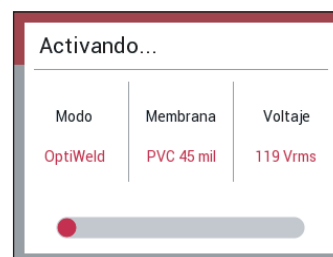 Activando...
Modo Membrana Voltaje
OptiWeld PVC 45 mil 119 Vrms